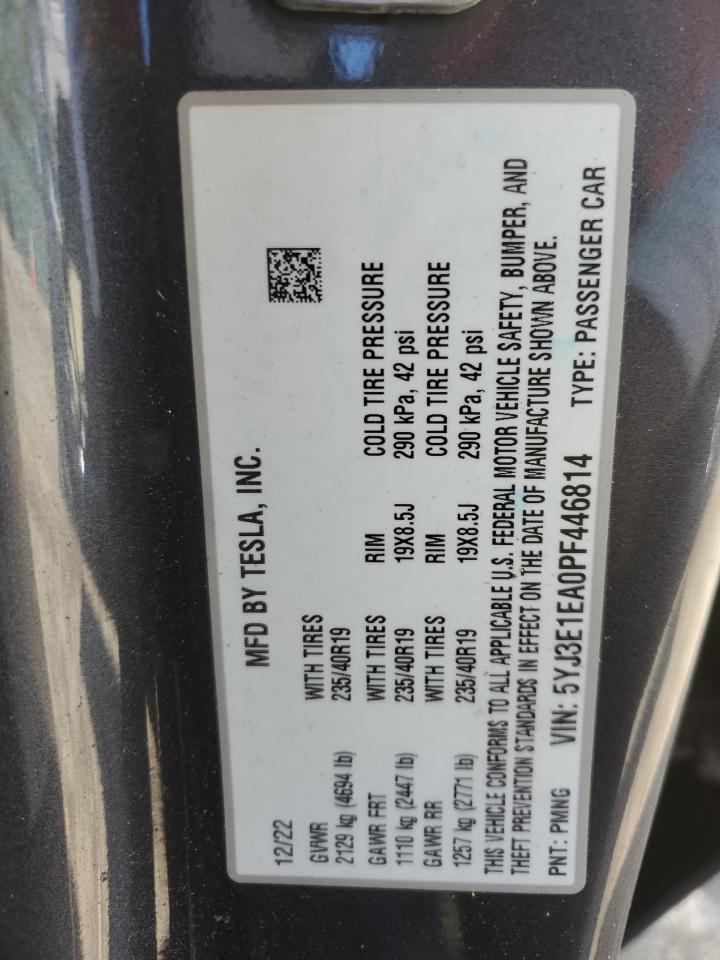 MFD BY TESLA, INC.
12/22
GVWR WITH TIRES
2129 kg (4694 lb) 235/40R19
GAWR FRT WITH TIRES RIM COLD TIRE PRESSURE
1110 kg (2447 lb) 235/40R19 19X8.5J 290 kPa, 42 psi
GAWR RR WITH TIRES RIM COLD TIRE PRESSURE
1257 kg (2771 lb) 235/40R19 19X8.5J 290 kPa, 42 psi
THIS VEHICLE CONFORMS TO ALL APPLICABLE U.S. FEDERAL MOTOR VEHICLE SAFETY, BUMPER, AND
THEFT PREVENTION STANDARDS IN EFFECT ON THE DATE OF MANUFACTURE SHOWN ABOVE.
PNT: PMNG VIN: 5YJ3E1EA0PF446814 TYPE: PASSENGER CAR